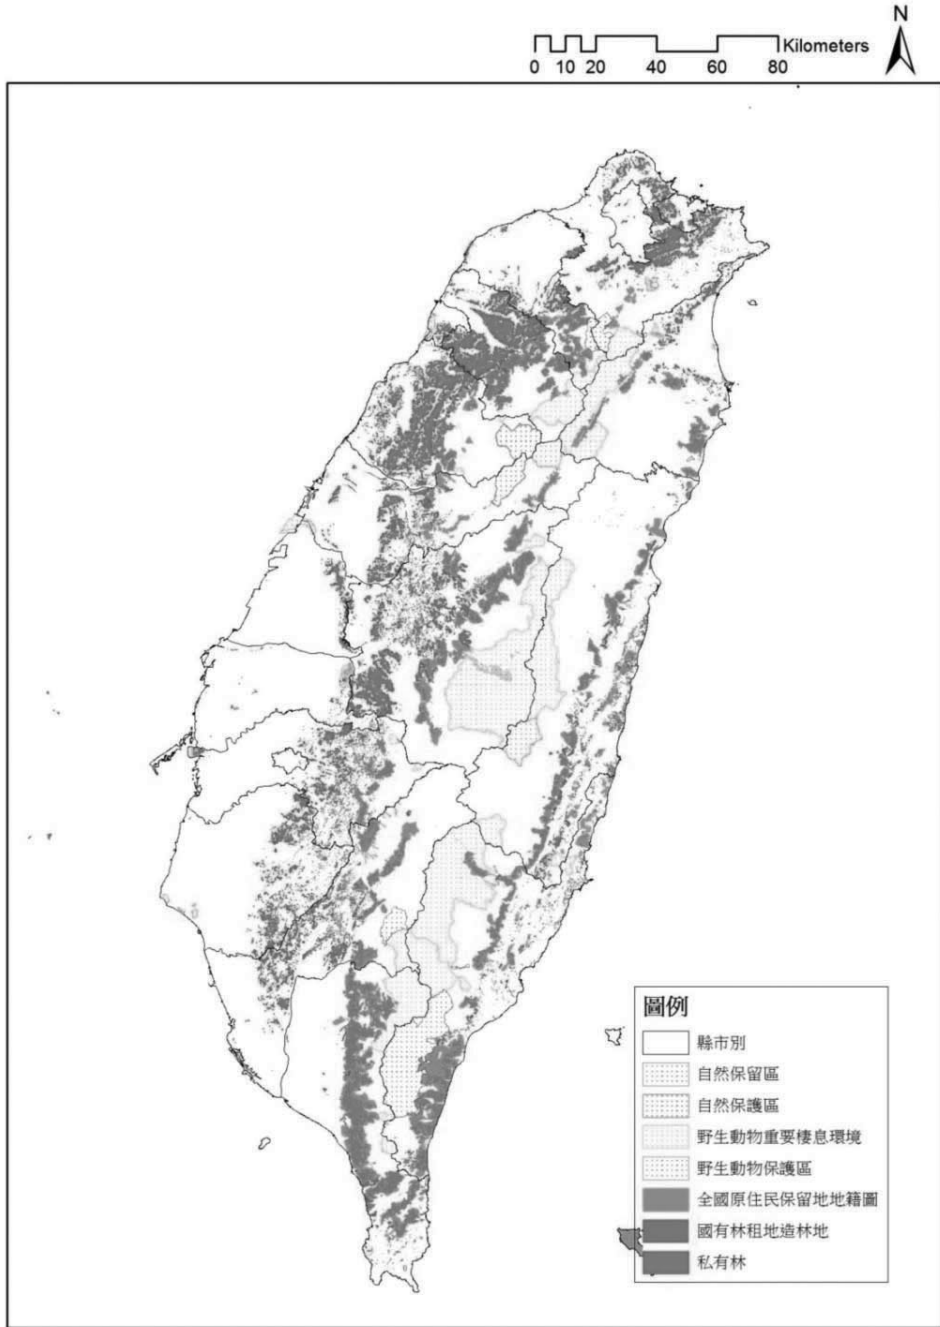 N
Kilometers
0 10 20 40 60 80
圖例
縣市別
自然保留區
自然保護區
野生動物重要棲息環境
野生動物保護區
全國原住民保留地地籍圖
國有林租地造林地
私有林